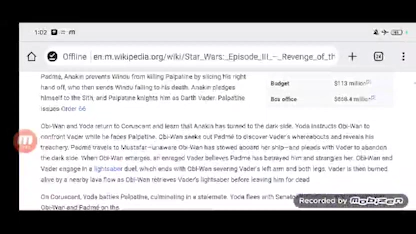 1:02
Offline en.m.wikipedia.org/wiki/Star_Wars:_Episode_III_–_Revenge_of_th
Padmé, Anakin prevents Windu from killing Palpatine by slicing his right
hand off, who then sends Windu falling to his death. Anakin pledges
himself to the Sith, and Palpatine knights him as Darth Vader. Palpatine
issues Order 66
Budget $113 million
Box office
Obi-Wan and Yoda return to Coruscant and learn that Anakin has turned to the dark side. Yoda instructs Obi-Wan to
confront Vader while he faces Palpatine. Obi-Wan seeks out Padmé to discover Vader's whereabouts and reveals his
treachery. Padmé travels to Mustafar—unaware Obi-Wan has stowed aboard her ship—and pleads with Vader to abandon
the dark side. When Obi-Wan emerges, an enraged Vader believes Padmé has betrayed him and strangles her. Obi-Wan and
Vader engage in a lightsaber duel, which ends with Obi-Wan severing Vader's left arm and both legs. Vader is then burned
alive by a nearby lava flow as Obi-Wan retrieves Vader's lightsaber before leaving him for dead
On Coruscant, Yoda battles Palpatine, culminating in a stalemate. Yoda flees with Senator
Obi-Wan and Padmé on the
Recorded by
mobizen